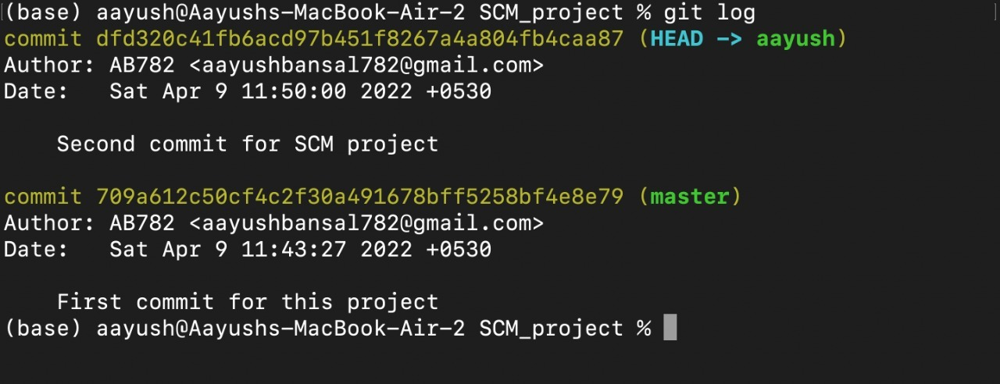 (base) aayush@Aayushs-MacBook-Air-2 SCM_project % git log
commit dfd320c41fb6acd97b451f8267a4a804fb4caa87 (HEAD -> aayush)
Author: AB782 <aayushbansal782@gmail.com>
Date:   Sat Apr 9 11:50:00 2022 +0530
    Second commit for SCM project
commit 709a612c50cf4c2f30a491678bff5258bf4e8e79 (master)
Author: AB782 <aayushbansal782@gmail.com>
Date:   Sat Apr 9 11:43:27 2022 +0530
    First commit for this project
(base) aayush@Aayushs-MacBook-Air-2 SCM_project %